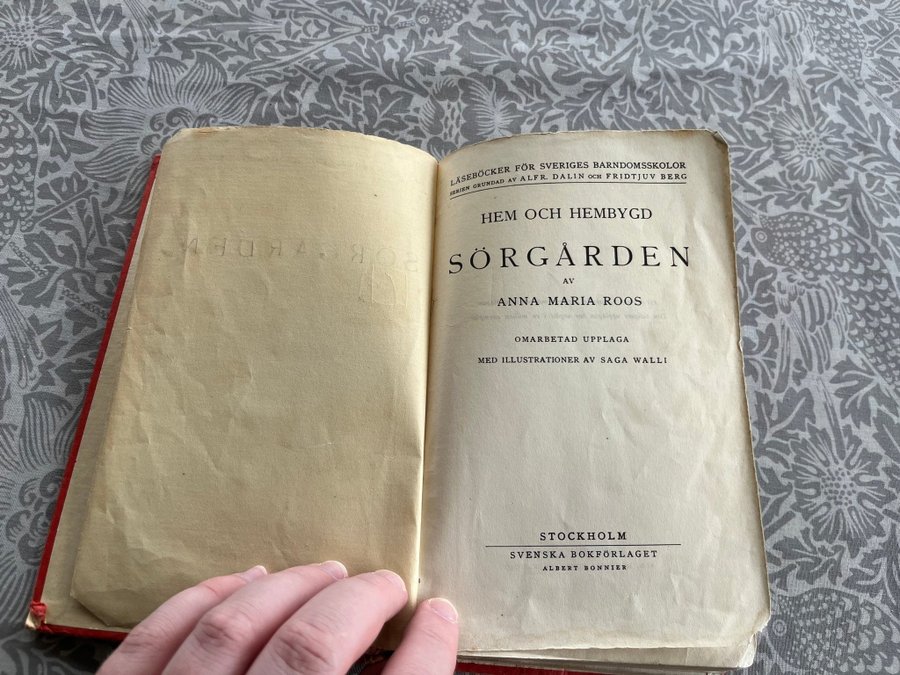 SÖRGÅRDEN
LÄSEBÖCKER FÖR SVERIGES BARNDOMSSKOLOR
SERIEN GRUNDAD AV ALFR. DALIN OCH FRIDTJUV BERG
HEM OCH HEMBYGD
SÖRGÅRDEN
AV
ANNA MARIA ROOS
OMARBETAD UPPLAGA
MED ILLUSTRATIONER AV SAGA WALLI
STOCKHOLM
SVENSKA BOKFÖRLAGET
ALBERT BONNIER